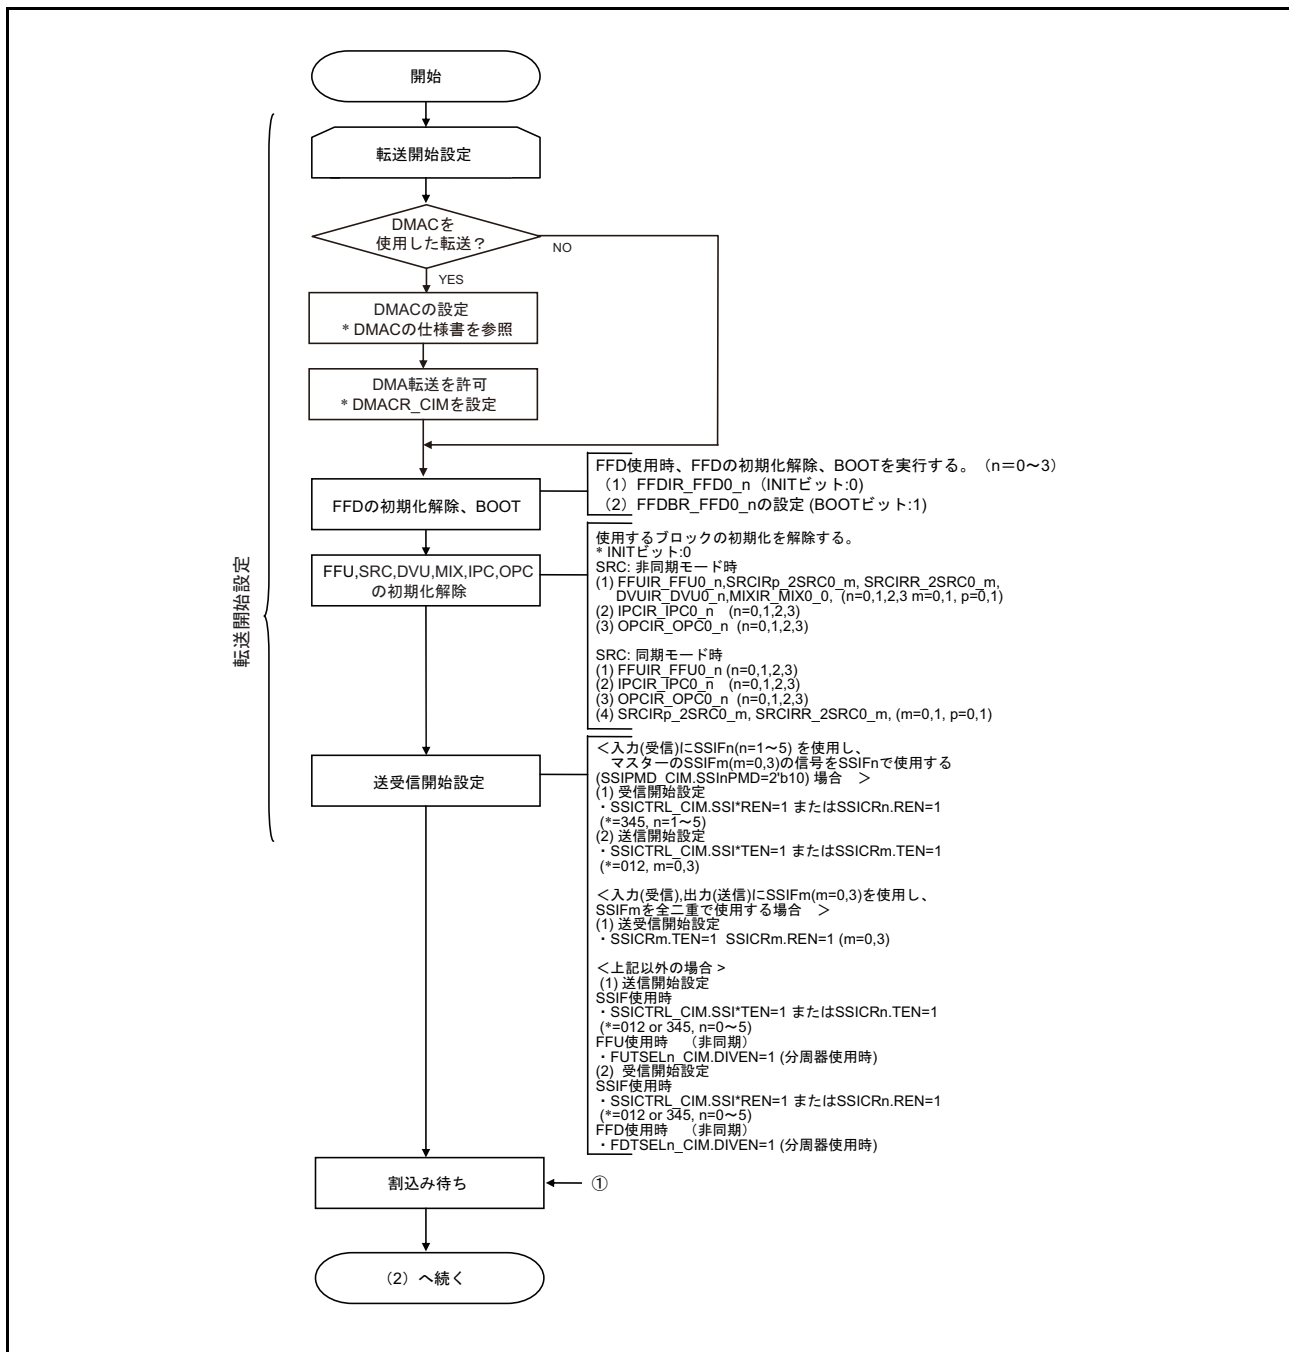 開始
転送開始設定
転送開始設定
DMACを
使用した転送？
NO
YES
DMACの設定
* DMACの仕様書を参照
DMA転送を許可
* DMACR_CIMを設定
FFDの初期化解除、BOOT
FFD使用時、FFDの初期化解除、BOOTを実行する。（n＝0～3）
（1）FFDIR_FFD0_n（INITビット:0)
（2）FFDBR_FFD0_nの設定 (BOOTビット:1)
FFU,SRC,DVU,MIX,IPC,OPC
の初期化解除
使用するブロックの初期化を解除する。
* INITビット:0
SRC: 非同期モード時
(1) FFUIR_FFU0_n,SRCIRp_2SRC0_m, SRCIRR_2SRC0_m,
DVUIR_DVU0_n,MIXIR_MIX0_0, (n=0,1,2,3 m=0,1, p=0,1)
(2) IPCIR_IPC0_n (n=0,1,2,3)
(3) OPCIR_OPC0_n (n=0,1,2,3)
SRC: 同期モード時
(1) FFUIR_FFU0_n (n=0,1,2,3)
(2) IPCIR_IPC0_n (n=0,1,2,3)
(3) OPCIR_OPC0_n (n=0,1,2,3)
(4) SRCIRp_2SRC0_m, SRCIRR_2SRC0_m, (m=0,1, p=0,1)
送受信開始設定
＜入力(受信)にSSIFn(n=1～5) を使用し、
マスターのSSIFm(m=0,3)の信号をSSIFnで使用する
(SSIPMD_CIM.SSInPMD=2'b10) 場合 ＞
(1) 受信開始設定
・SSICTRL_CIM.SSI*REN=1 またはSSICRn.REN=1
(*=345, n=1～5)
(2) 送信開始設定
・SSICTRL_CIM.SSI*TEN=1 またはSSICRm.TEN=1
(*=012, m=0,3)
＜入力(受信),出力(送信)にSSIFm(m=0,3)を使用し、
SSIFmを全二重で使用する場合 ＞
(1) 送受信開始設定
・SSICRm.TEN=1 SSICRm.REN=1 (m=0,3)
＜上記以外の場合 >
(1) 送信開始設定
SSIF使用時
・SSICTRL_CIM.SSI*TEN=1 またはSSICRn.TEN=1
(*=012 or 345, n=0～5)
FFU使用時 （非同期）
・FUTSELn_CIM.DIVEN=1 (分周器使用時)
(2) 受信開始設定
SSIF使用時
・SSICTRL_CIM.SSI*REN=1 またはSSICRn.REN=1
(*=012 or 345, n=0～5)
FFD使用時 （非同期）
・FDTSELn_CIM.DIVEN=1 (分周器使用時)
割込み待ち
①
（2）へ続く